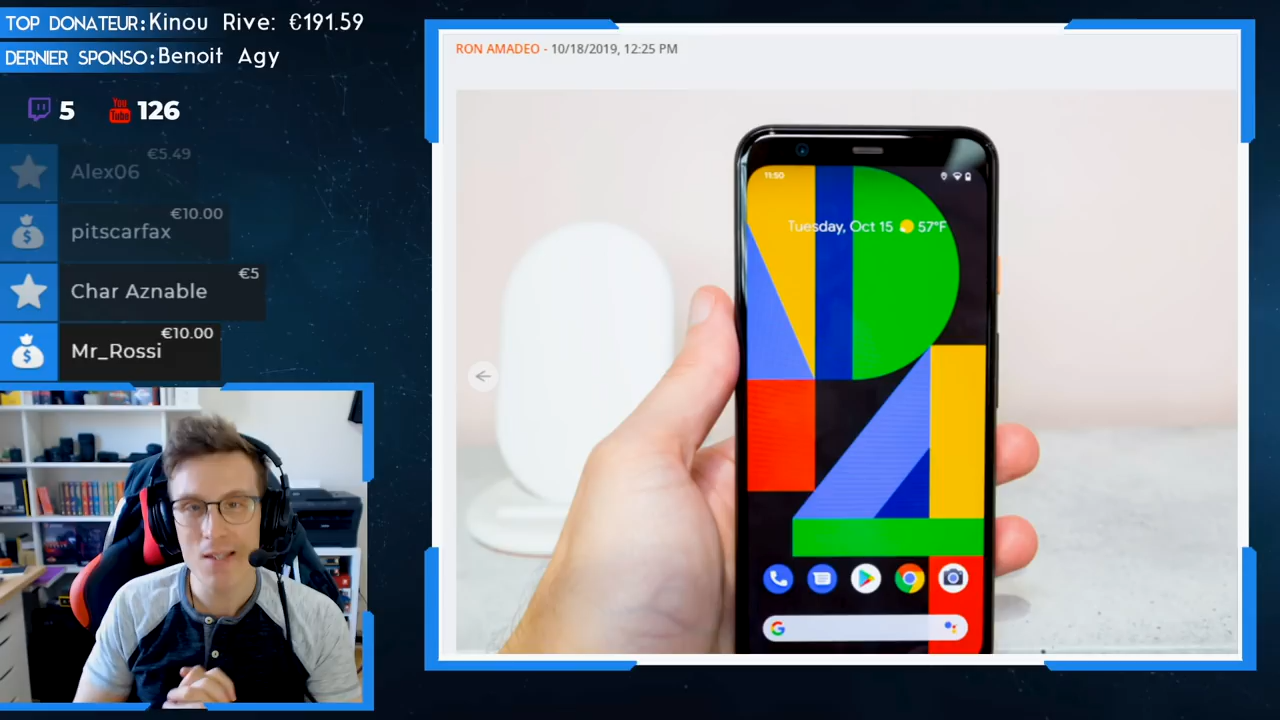 TOP DONATEUR: Kinou Rive: €191.59
DERNIER SPONSO: Benoit Agy
5
You Tube 126
€5.49
Alex06
€10.00
pitscarfax
€5
Char Aznable
€10.00
Mr_Rossi
RON AMADEO - 10/18/2019, 12:25 PM
11:50
Tuesday, Oct 15 57°F
G